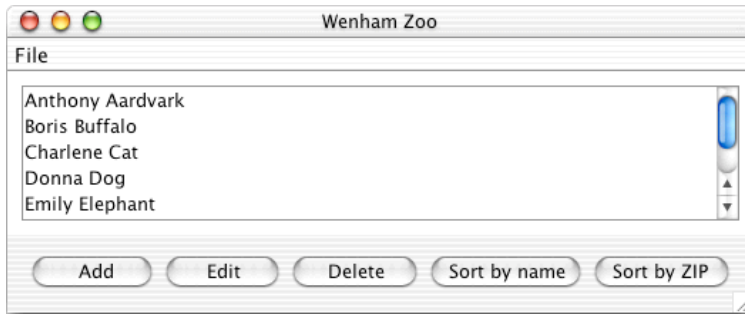 Wenham Zoo
File
Anthony Aardvark
Boris Buffalo
Charlene Cat
Donna Dog
Emily Elephant
Add Edit Delete Sort by name Sort by ZIP